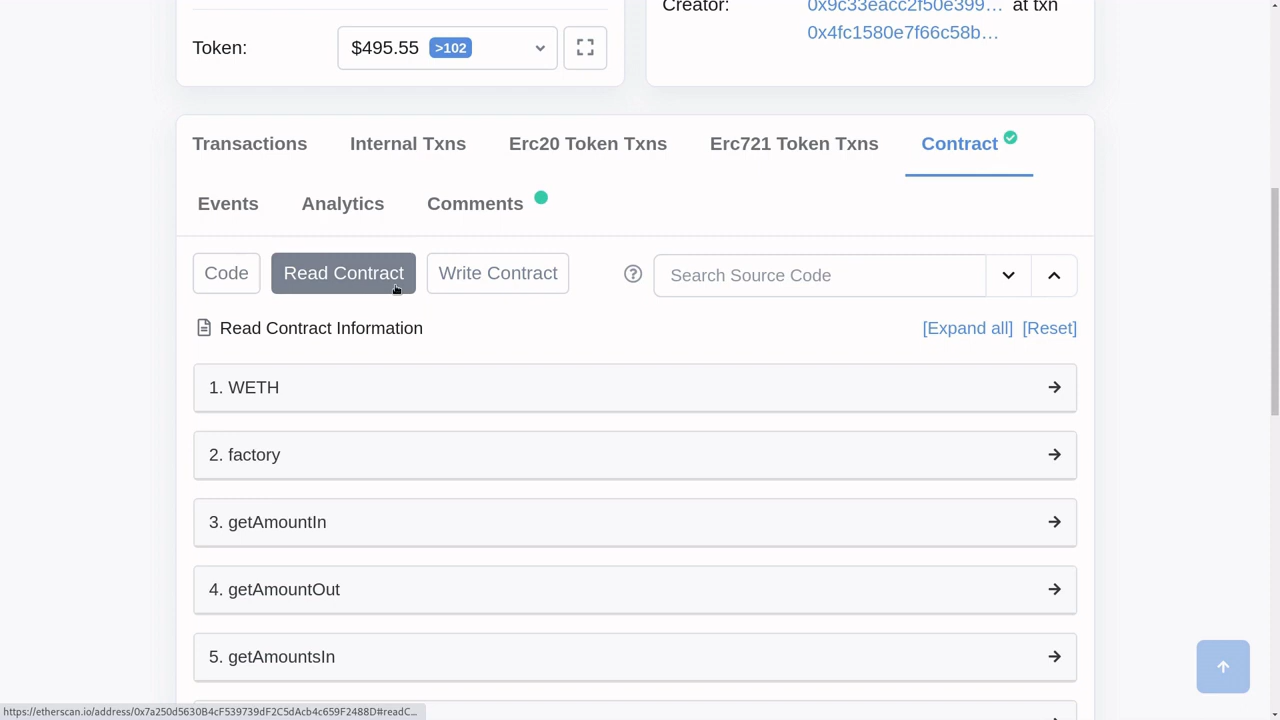 Creator: 0x9c33eacc2f50e399... at txn
0x4fc1580e7f66c58b...
Token: $495.55 >102
Transactions Internal Txns Erc20 Token Txns Erc721 Token Txns Contract
Events Analytics Comments
Code Read Contract Write Contract Search Source Code
Read Contract Information [Expand all] [Reset]
1. WETH
2. factory
3. getAmountIn
4. getAmountOut
5. getAmountsIn
https://etherscan.io/address/0x7a250d5630B4cF539739dF2C5dAcb4c659F2488D#readC...